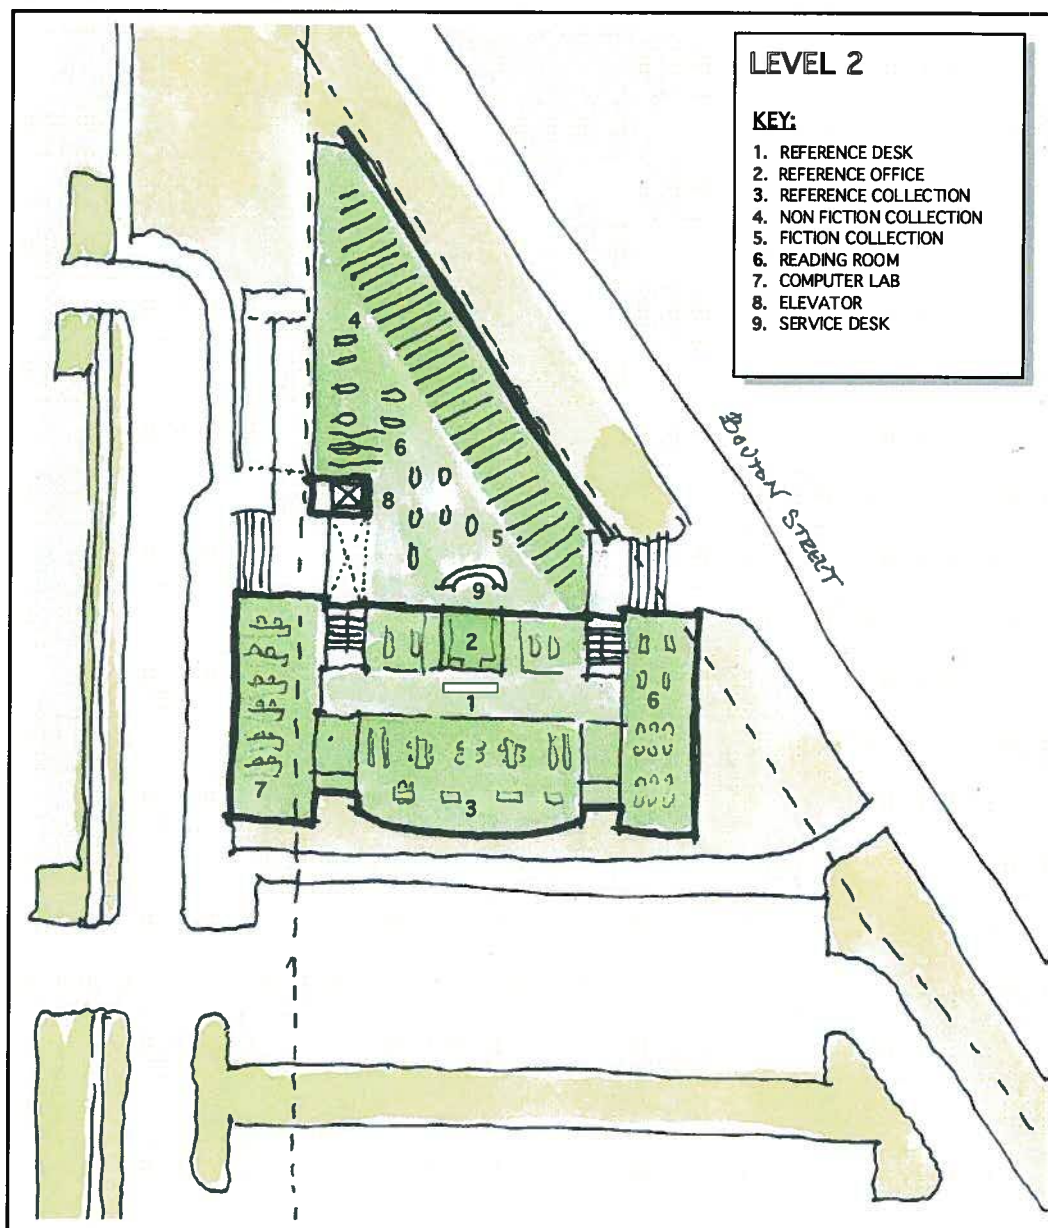 LEVEL 2
KEY:
1. REFERENCE DESK
2. REFERENCE OFFICE
3. REFERENCE COLLECTION
4. NON FICTION COLLECTION
5. FICTION COLLECTION
6. READING ROOM
7. COMPUTER LAB
8. ELEVATOR
9. SERVICE DESK
4
6
8
5
9
2
1
6
7
3
BOUTON STREET